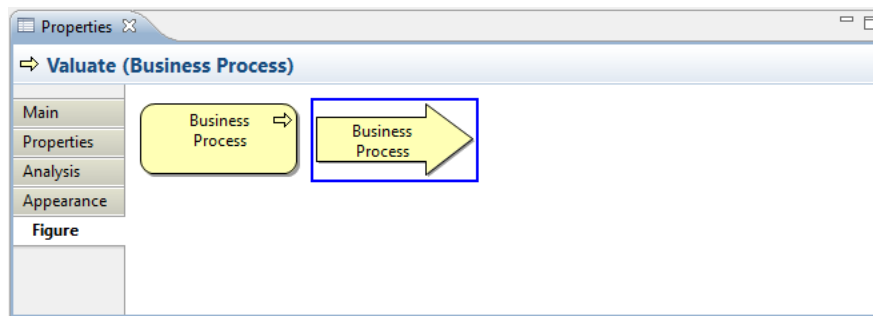 Properties
Valuate (Business Process)
Main
Properties
Analysis
Appearance
Figure
Business
Process
Business
Process